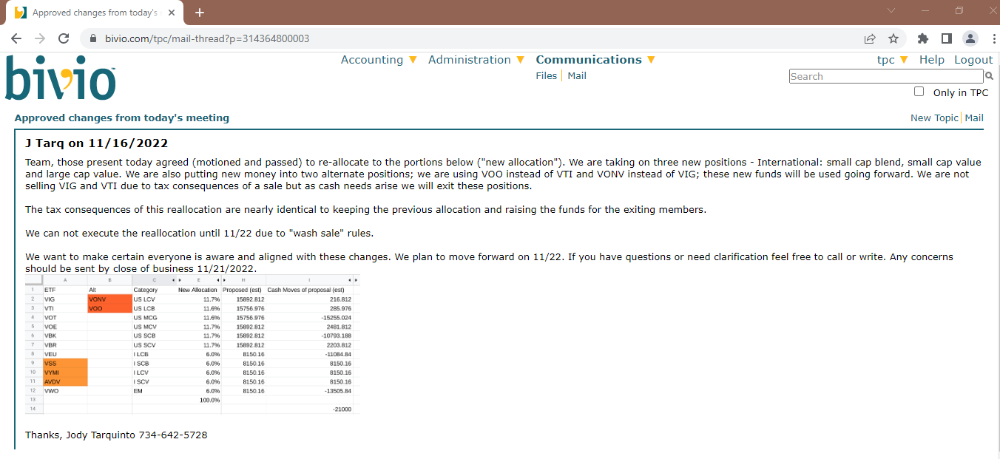 Approved changes from today's
bivio.com/tpc/mail-thread?p=314364800003
bivio™
Accounting Administration Communications
Files Mail
tpc Help Logout
Search
Only in TPC
Approved changes from today's meeting
New Topic Mail
J Tarq on 11/16/2022
Team, those present today agreed (motioned and passed) to re-allocate to the portions below ("new allocation"). We are taking on three new positions - International: small cap blend, small cap value
and large cap value. We are also putting new money into two alternate positions; we are using VOO instead of VTI and VONV instead of VIG; these new funds will be used going forward. We are not
selling VIG and VTI due to tax consequences of a sale but as cash needs arise we will exit these positions.
The tax consequences of this reallocation are nearly identical to keeping the previous allocation and raising the funds for the exiting members.
We can not execute the reallocation until 11/22 due to "wash sale" rules.
We want to make certain everyone is aware and aligned with these changes. We plan to move forward on 11/22. If you have questions or need clarification feel free to call or write. Any concerns
should be sent by close of business 11/21/2022.
A B C E H I
1 ETF Alt Category New Allocation Proposed (est) Cash Moves of proposal (est)
2 VIG VONV US LCV 11.7% 15892.812 216.812
3 VTI VOO US LCB 11.6% 15756.976 285.976
4 VOT US MCG 11.6% 15756.976 -15255.024
5 VOE US MCV 11.7% 15892.812 2481.812
6 VBK US SCB 11.7% 15892.812 -10793.188
7 VBR US SCV 11.7% 15892.812 2203.812
8 VEU I LCB 6.0% 8150.16 -11084.84
9 VSS I SCB 6.0% 8150.16 8150.16
10 VYMI I LCV 6.0% 8150.16 8150.16
11 AVDV I SCV 6.0% 8150.16 8150.16
12 VWO EM 6.0% 8150.16 -13505.84
13 100.0%
14 -21000
Thanks, Jody Tarquinto 734-642-5728